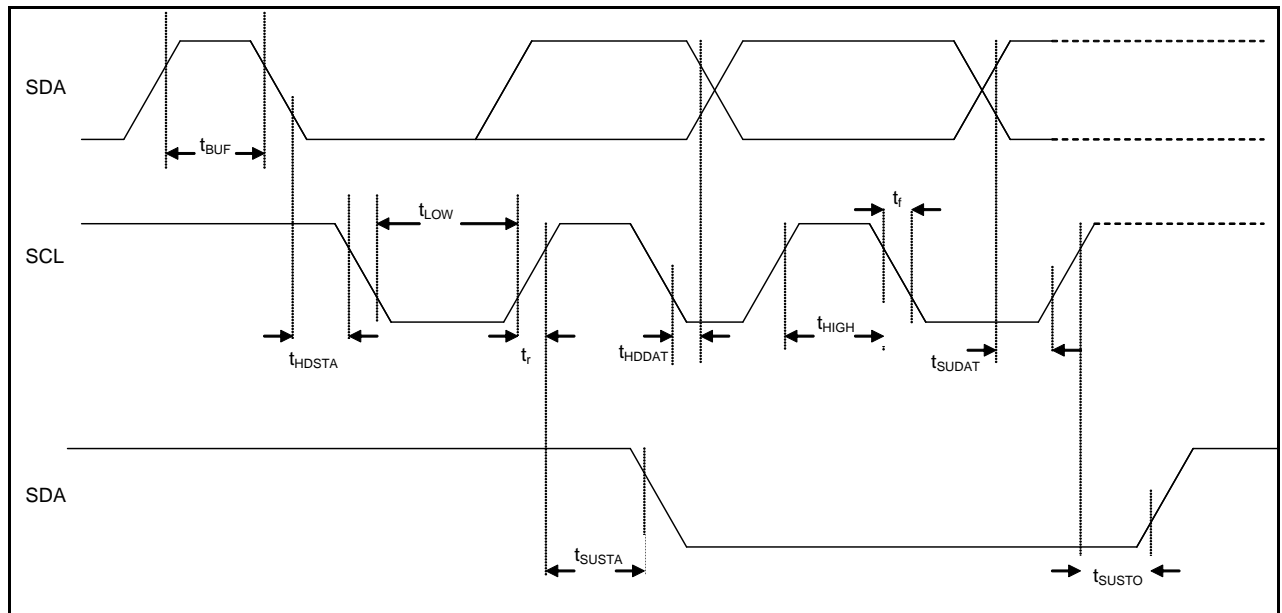 SDA
tBUF
tLOW
tf
SCL
tHDSTA
tr
tHDDAT
tHIGH
tSUDAT
SDA
tSUSTA
tSUSTO